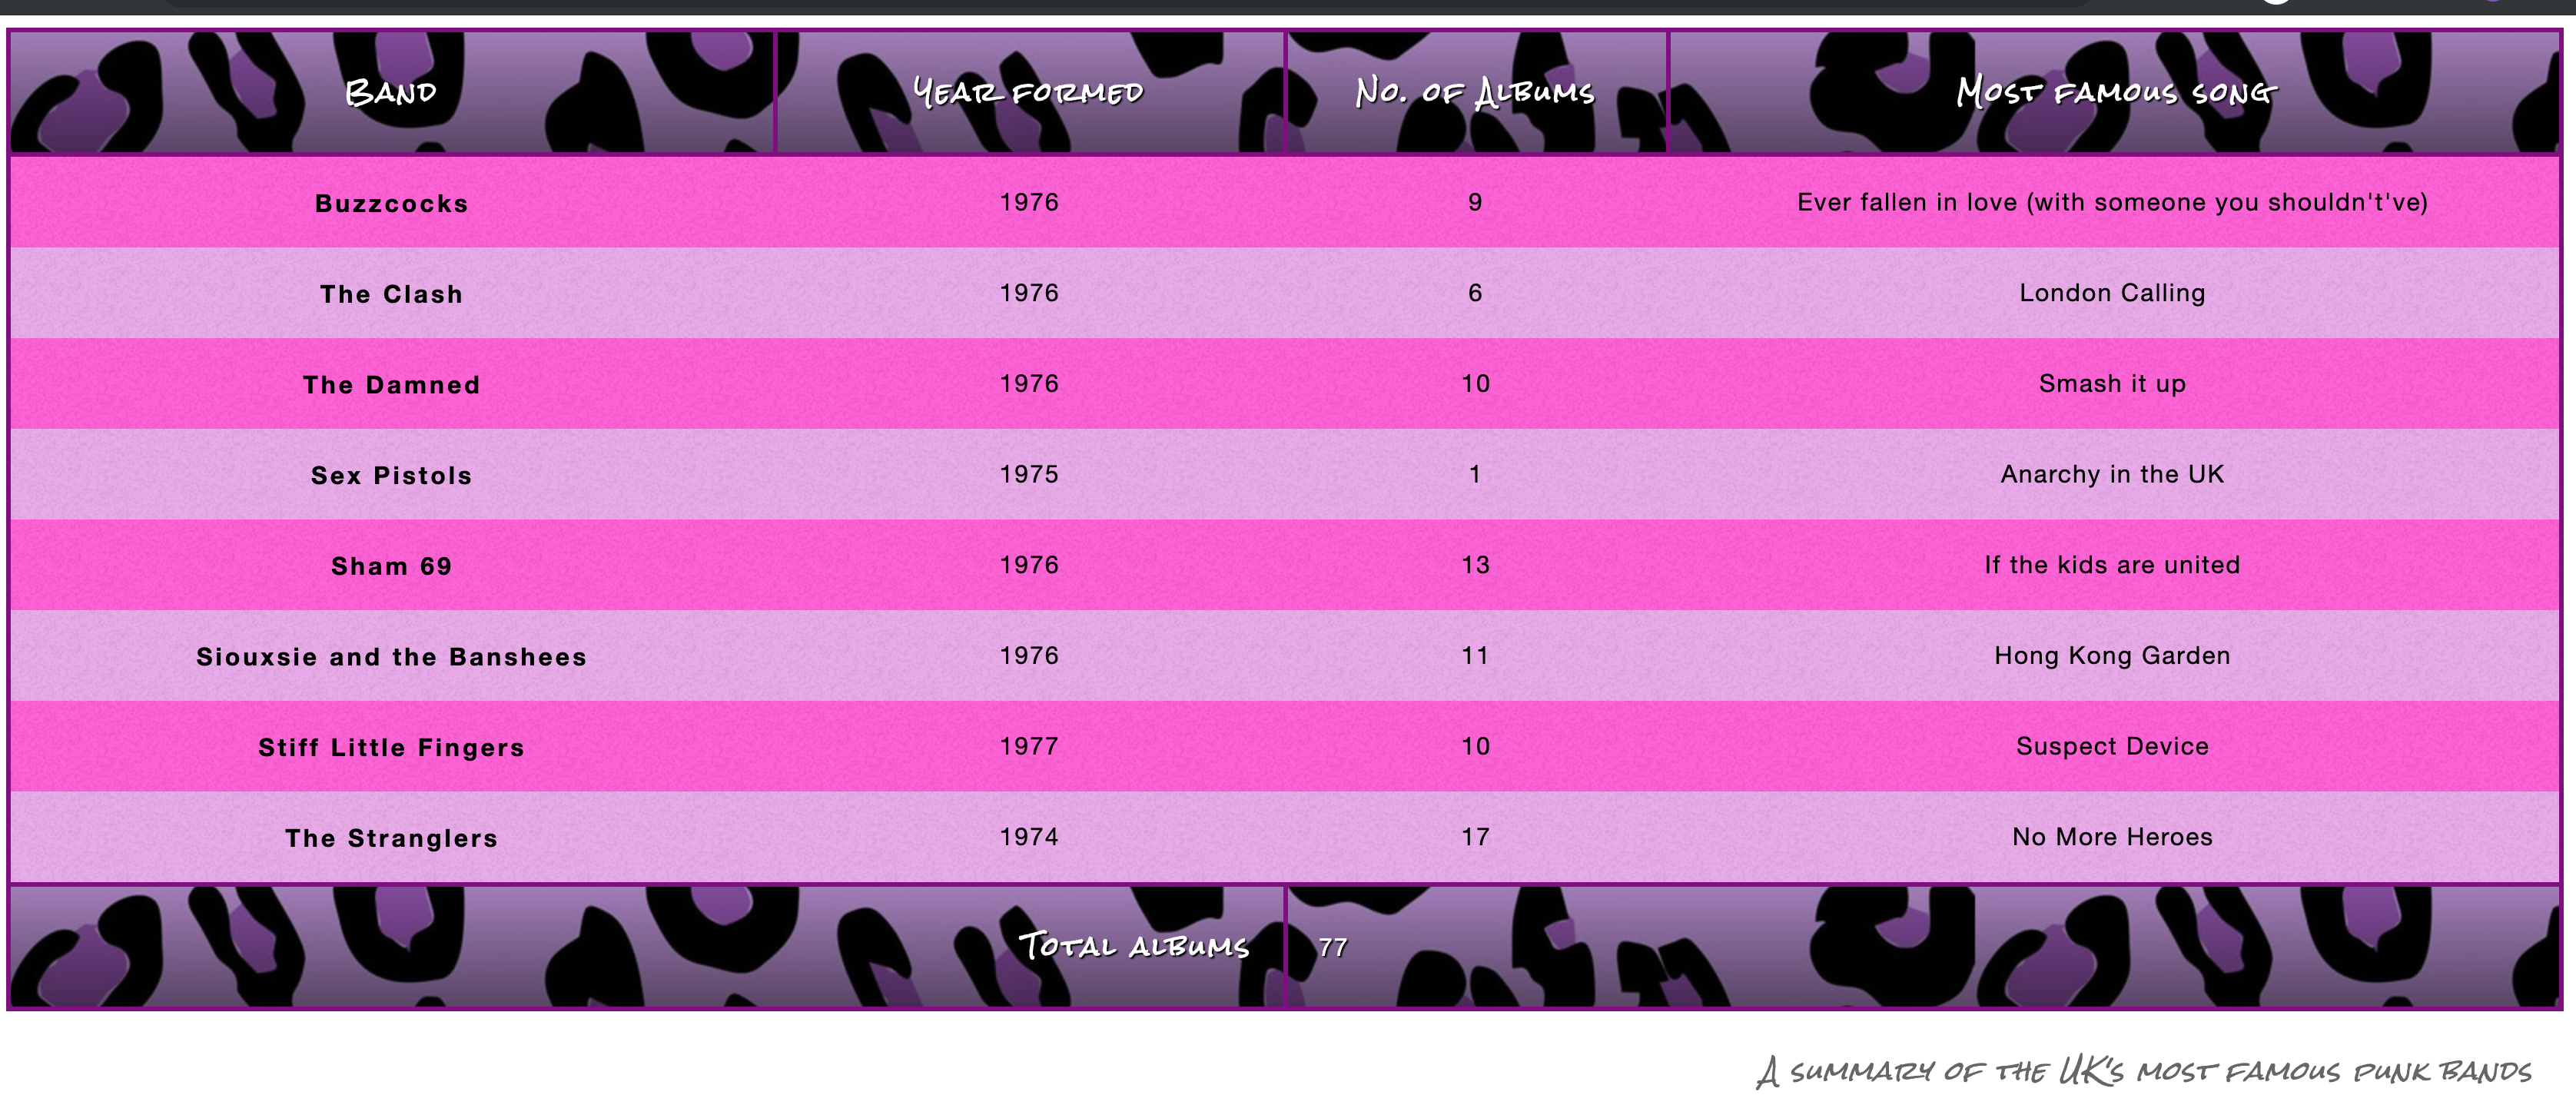 Band Year formed No. of Albums Most famous song
Buzzcocks 1976 9 Ever fallen in love (with someone you shouldn't've)
The Clash 1976 6 London Calling
The Damned 1976 10 Smash it up
Sex Pistols 1975 1 Anarchy in the UK
Sham 69 1976 13 If the kids are united
Siouxsie and the Banshees 1976 11 Hong Kong Garden
Stiff Little Fingers 1977 10 Suspect Device
The Stranglers 1974 17 No More Heroes
Total albums 77
A summary of the UK's most famous punk bands